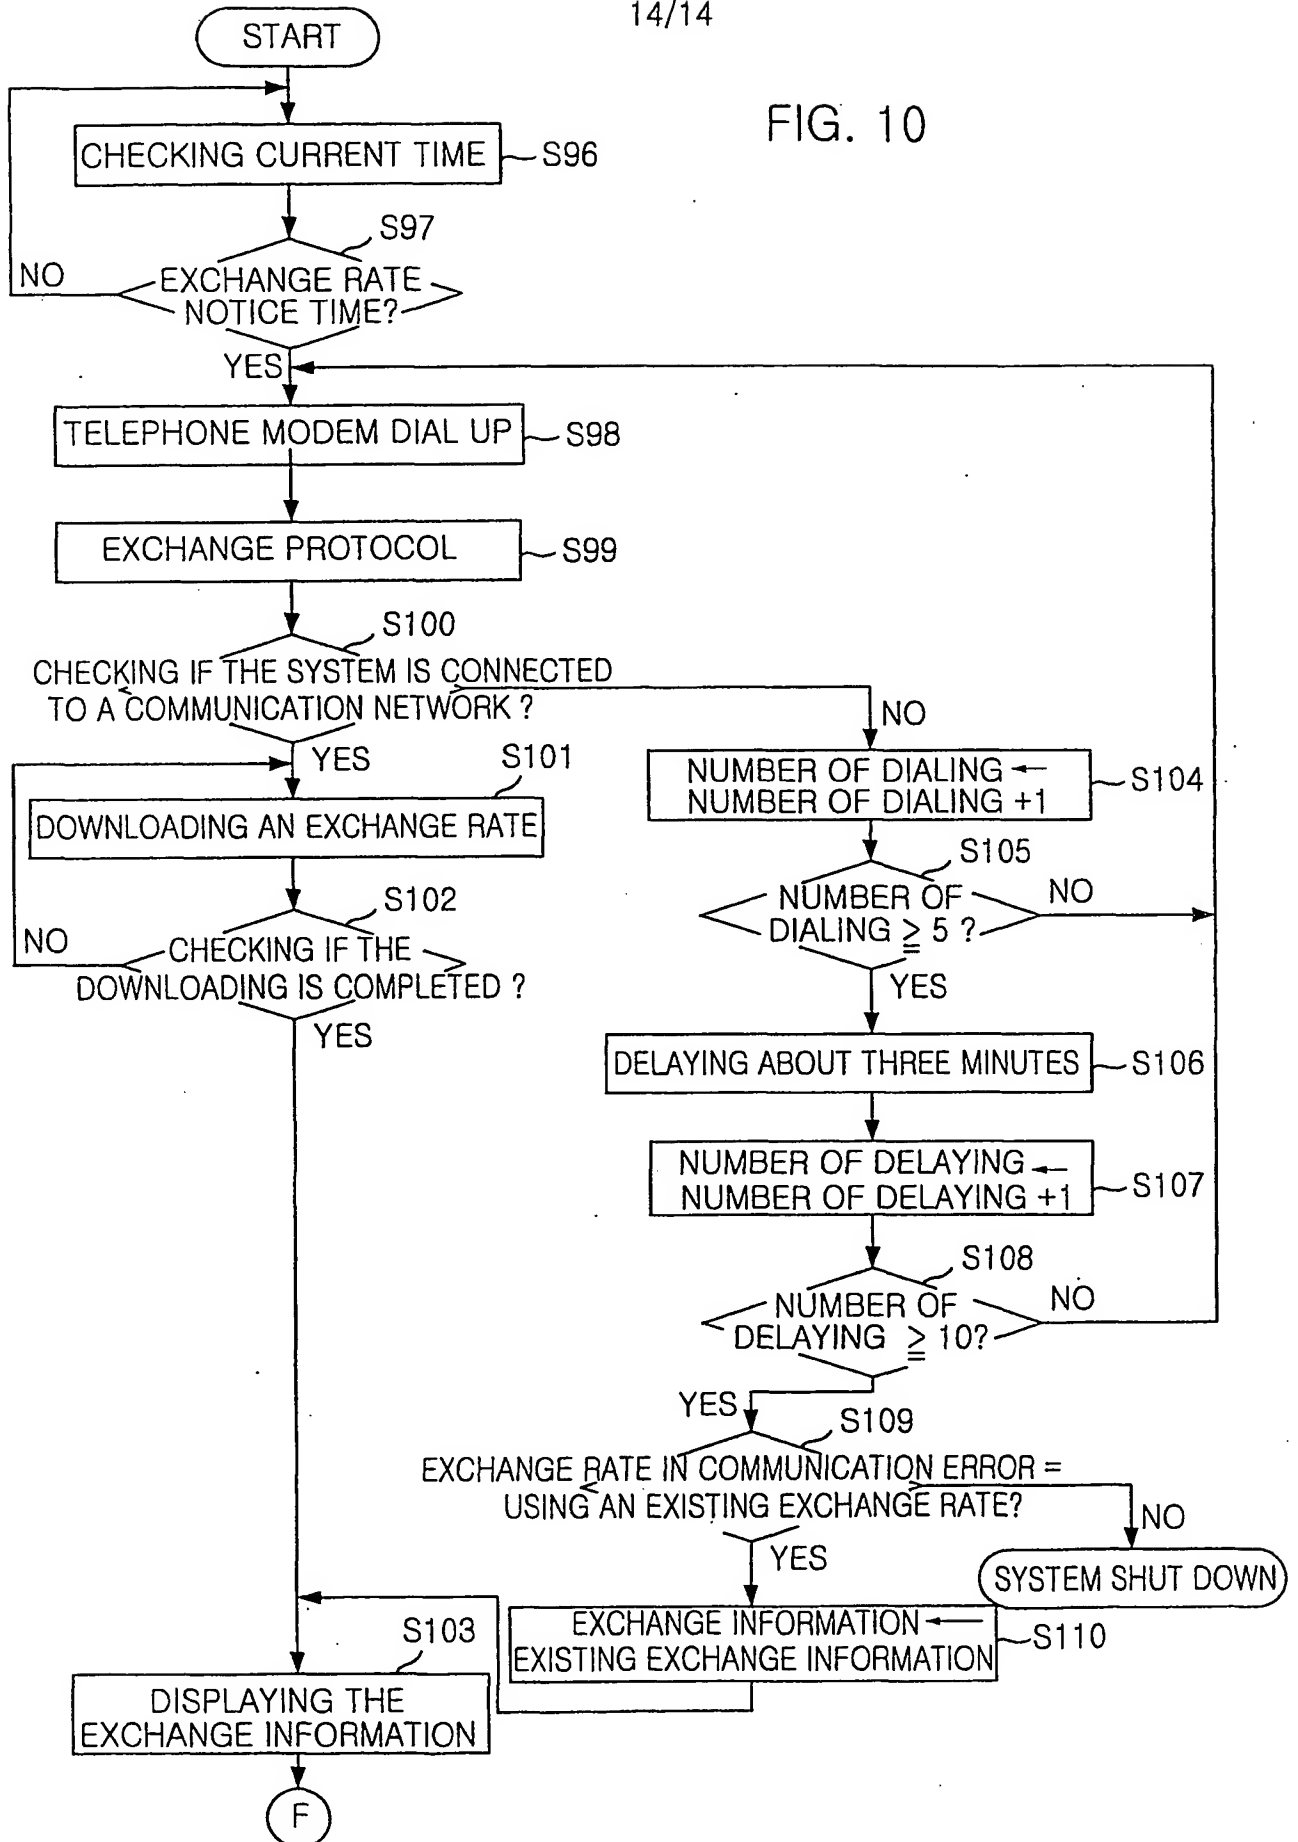 14/14
START
FIG. 10
CHECKING CURRENT TIME
S96
S97
NO
EXCHANGE RATE
NOTICE TIME?
YES
TELEPHONE MODEM DIAL UP
S98
EXCHANGE PROTOCOL
S99
S100
CHECKING IF THE SYSTEM IS CONNECTED
TO A COMMUNICATION NETWORK ?
NO
YES
S101
DOWNLOADING AN EXCHANGE RATE
S102
NO
CHECKING IF THE
DOWNLOADING IS COMPLETED ?
YES
NUMBER OF DIALING ←
NUMBER OF DIALING +1
S104
S105
NUMBER OF
DIALING ≧ 5 ?
NO
YES
DELAYING ABOUT THREE MINUTES
S106
NUMBER OF DELAYING ←
NUMBER OF DELAYING +1
S107
S108
NUMBER OF
DELAYING ≧ 10?
NO
YES
S109
EXCHANGE RATE IN COMMUNICATION ERROR =
USING AN EXISTING EXCHANGE RATE?
NO
YES
SYSTEM SHUT DOWN
EXCHANGE INFORMATION ←
EXISTING EXCHANGE INFORMATION
S110
S103
DISPLAYING THE
EXCHANGE INFORMATION
F